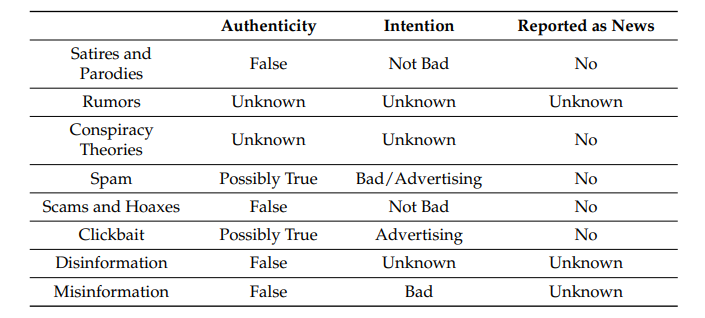 Authenticity Intention Reported as News
Satires and
Parodies False Not Bad No
Rumors Unknown Unknown Unknown
Conspiracy
Theories Unknown Unknown No
Spam Possibly True Bad/Advertising No
Scams and Hoaxes False Not Bad No
Clickbait Possibly True Advertising No
Disinformation False Unknown Unknown
Misinformation False Bad Unknown